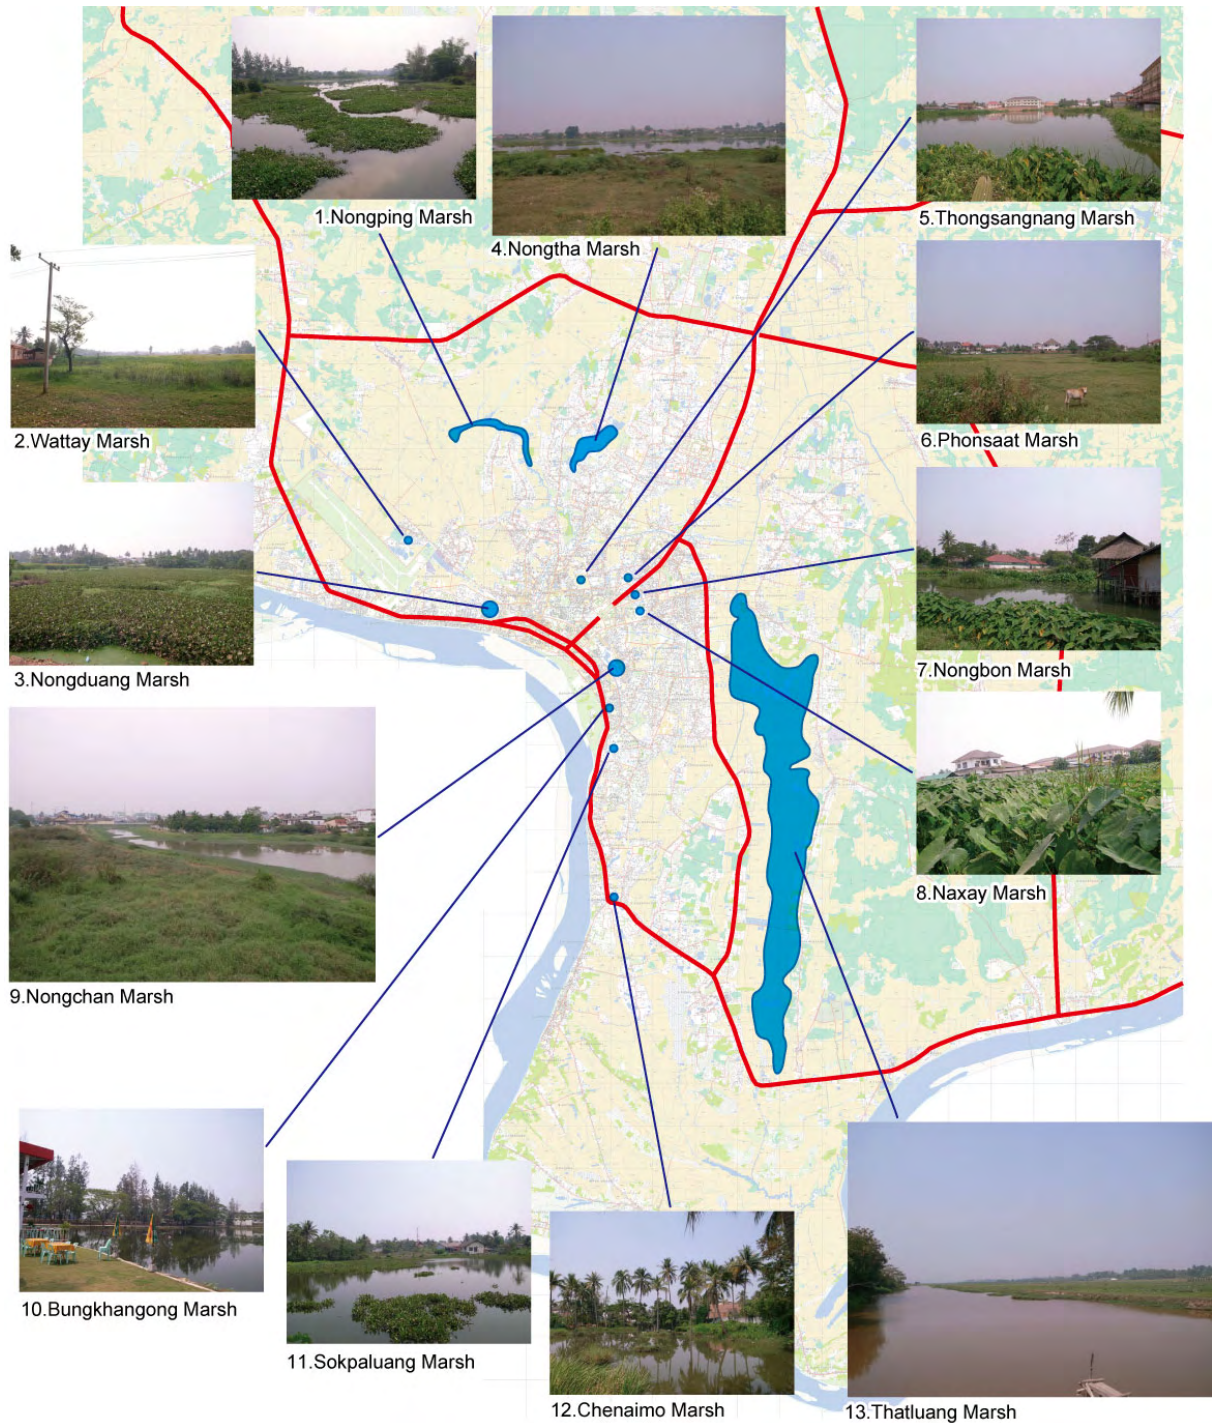 1.Nongping Marsh
4.Nongtha Marsh
5.Thongsangnang Marsh
2.Wattay Marsh
6.Phonsaat Marsh
3.Nongduang Marsh
7.Nongbon Marsh
8.Naxay Marsh
9.Nongchan Marsh
10.Bungkhangong Marsh
11.Sokpaluang Marsh
12.Chenaimo Marsh
13.Thatluang Marsh